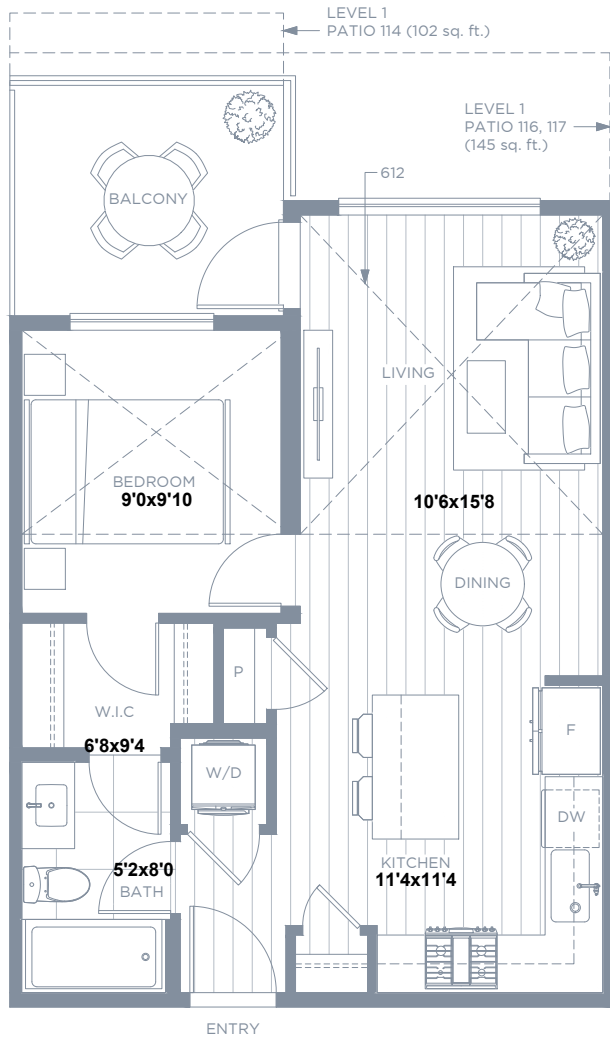 LEVEL 1
PATIO 114 (102 sq. ft.)
LEVEL 1
PATIO 116, 117
(145 sq. ft.)
612
BALCONY
LIVING
BEDROOM
9'0x9'10
10'6x15'8
DINING
P
W.I.C
6'8x9'4
F
W/D
DW
5'2x8'0
BATH
KITCHEN
11'4x11'4
ENTRY